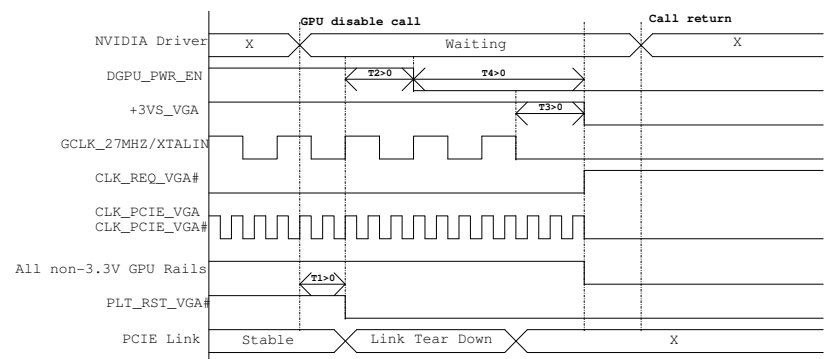 GPU disable call
Call return
NVIDIA Driver X Waiting X
DGPU_PWR_EN T2>0 T4>0
+3VS_VGA T3>0
GCLK_27MHZ/XTALIN
CLK_REQ_VGA#
CLK_PCIE_VGA
CLK_PCIE_VGA#
All non-3.3V GPU Rails T1>0
PLT_RST_VGA#
PCIE Link Stable Link Tear Down X